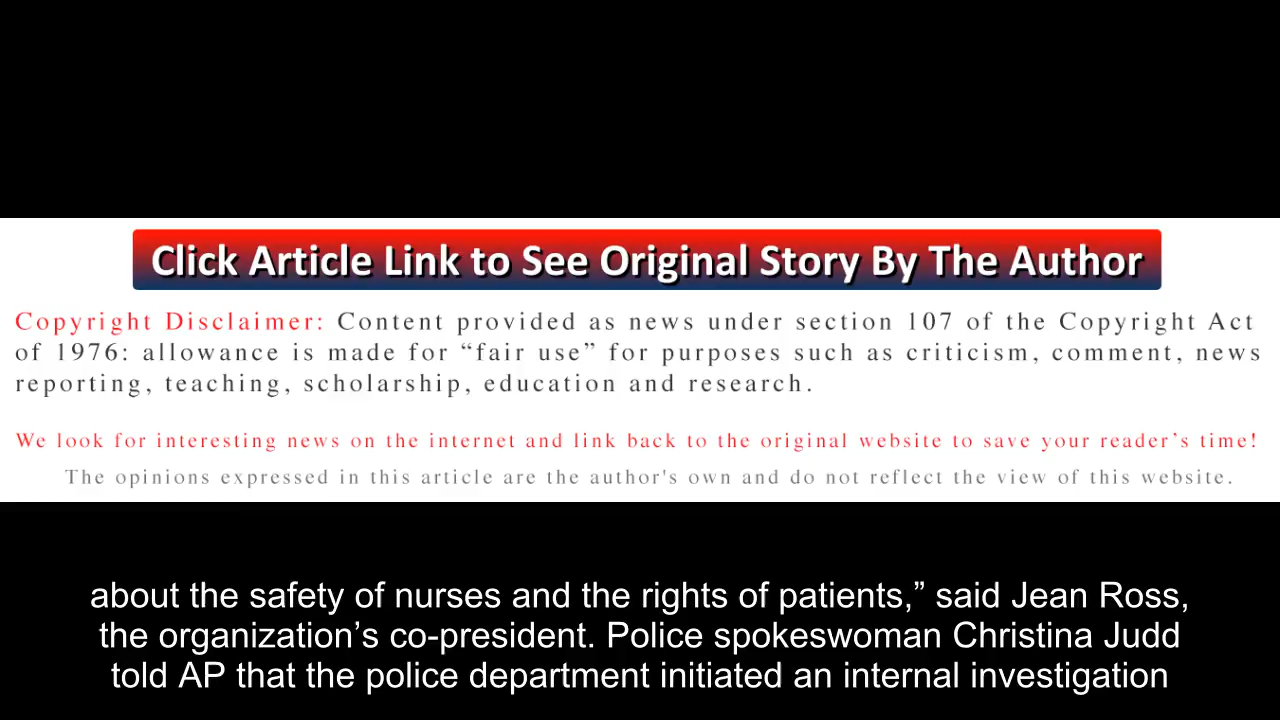 Click Article Link to See Original Story By The Author
Copyright Disclaimer: Content provided as news under section 107 of the Copyright Act
of 1976: allowance is made for “fair use” for purposes such as criticism, comment, news
reporting, teaching, scholarship, education and research.
We look for interesting news on the internet and link back to the original website to save your reader’s time!
The opinions expressed in this article are the author's own and do not reflect the view of this website.
about the safety of nurses and the rights of patients,” said Jean Ross,
the organization’s co-president. Police spokeswoman Christina Judd
told AP that the police department initiated an internal investigation